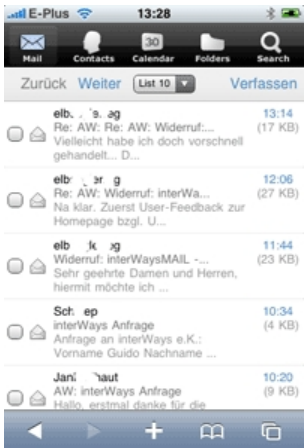 E-Plus 13:28
Mail Contacts 30 Calendar Folders Search
Zurück Weiter List 10 Verfassen
13:14
Re: AW: Re: AW: Widerruf:... (17 KB)
Vielleicht habe ich doch vorschnell
gehandelt... D...
12:06
Re: AW: Widerruf: interWa... (27 KB)
Na klar. Zuerst User-Feedback zur
Homepage bzgl. U...
11:44
Widerruf: interWaysMAIL -... (23 KB)
Sehr geehrte Damen und Herren,
hiermit möchte ich ...
10:34
interWays Anfrage (4 KB)
Anfrage an interWays e.K.:
Vorname Guido Nachname ...
10:20
AW: interWays Anfrage (9 KB)
Hallo, erstmal danke für die